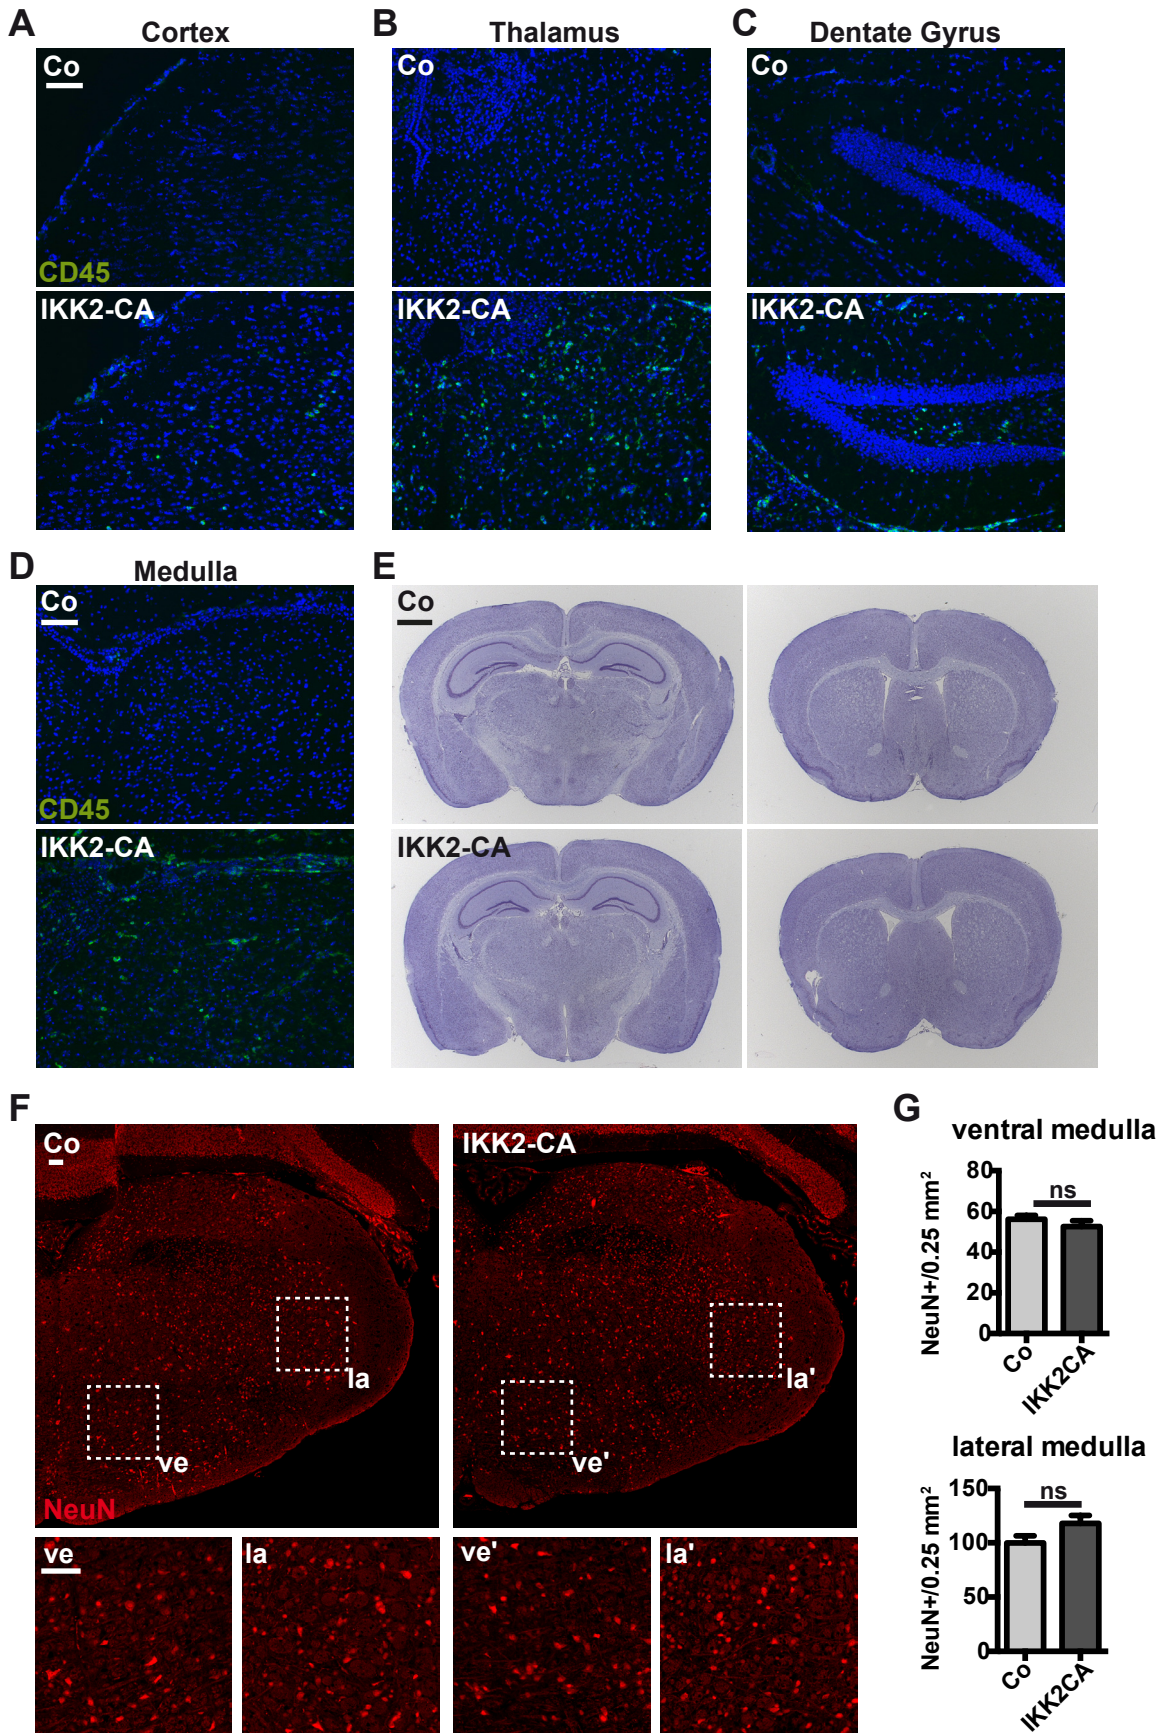 A
Cortex
Co
CD45
IKK2-CA
B
Thalamus
Co
IKK2-CA
C
Dentate Gyrus
Co
IKK2-CA
D
Medulla
Co
CD45
IKK2-CA
E
Co
IKK2-CA
F
Co
la
ve
NeuN
IKK2-CA
la'
ve'
ve
la
ve'
la'
G
ventral medulla
NeuN+/0.25 mm²
80
60
40
20
0
ns
Co
IKK2CA
lateral medulla
NeuN+/0.25 mm²
150
100
50
0
ns
Co
IKK2CA